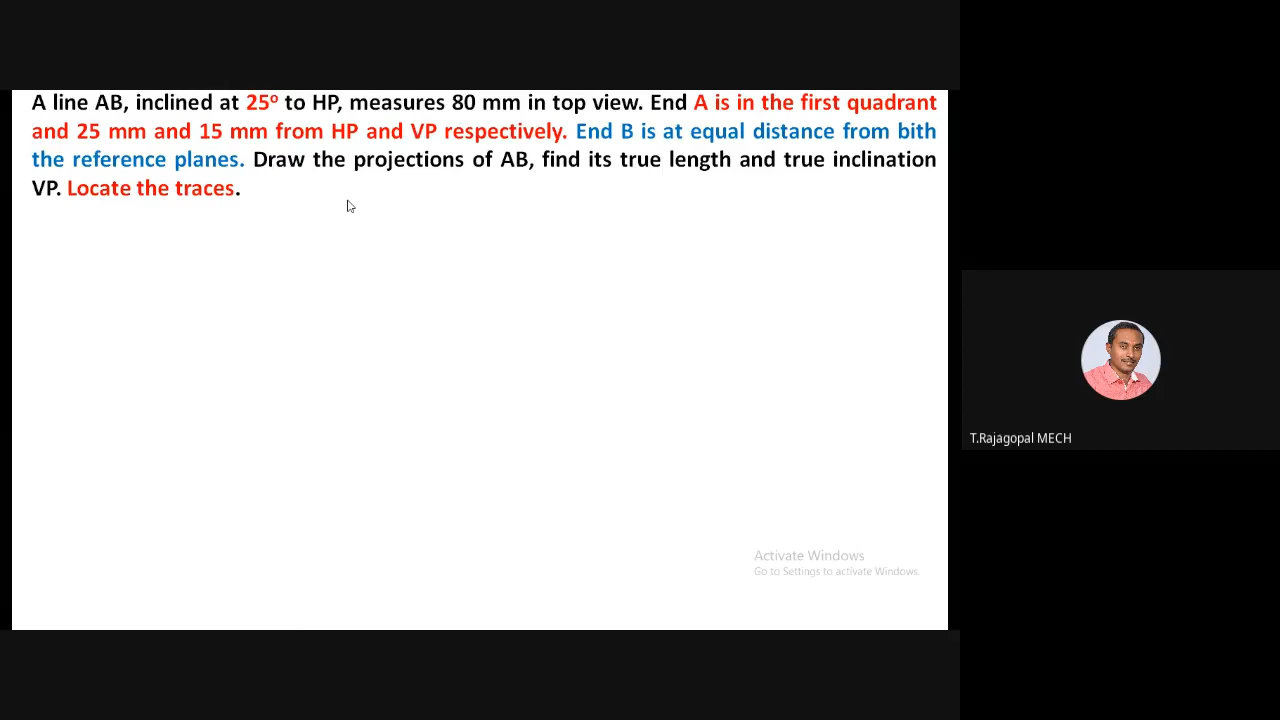 A line AB, inclined at 25º to HP, measures 80 mm in top view. End A is in the first quadrant
and 25 mm and 15 mm from HP and VP respectively. End B is at equal distance from bith
the reference planes. Draw the projections of AB, find its true length and true inclination
VP. Locate the traces.
T.Rajagopal MECH
Activate Windows
Go to Settings to activate Windows.